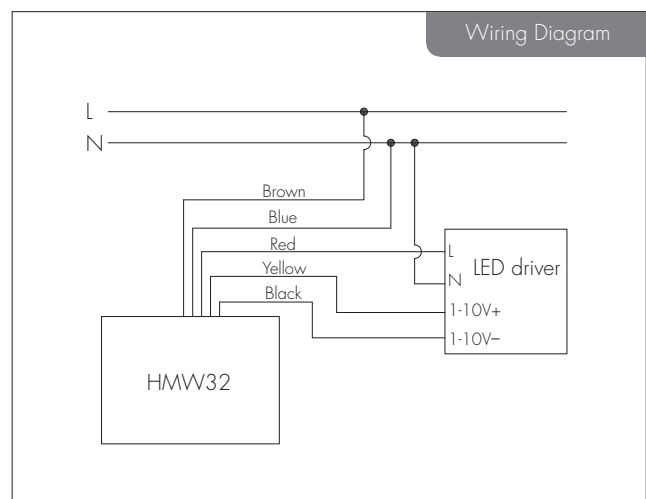 Wiring Diagram
L
N
Brown
Blue
Red
Yellow
Black
L
N
LED driver
1-10V+
1-10V−
HMW32